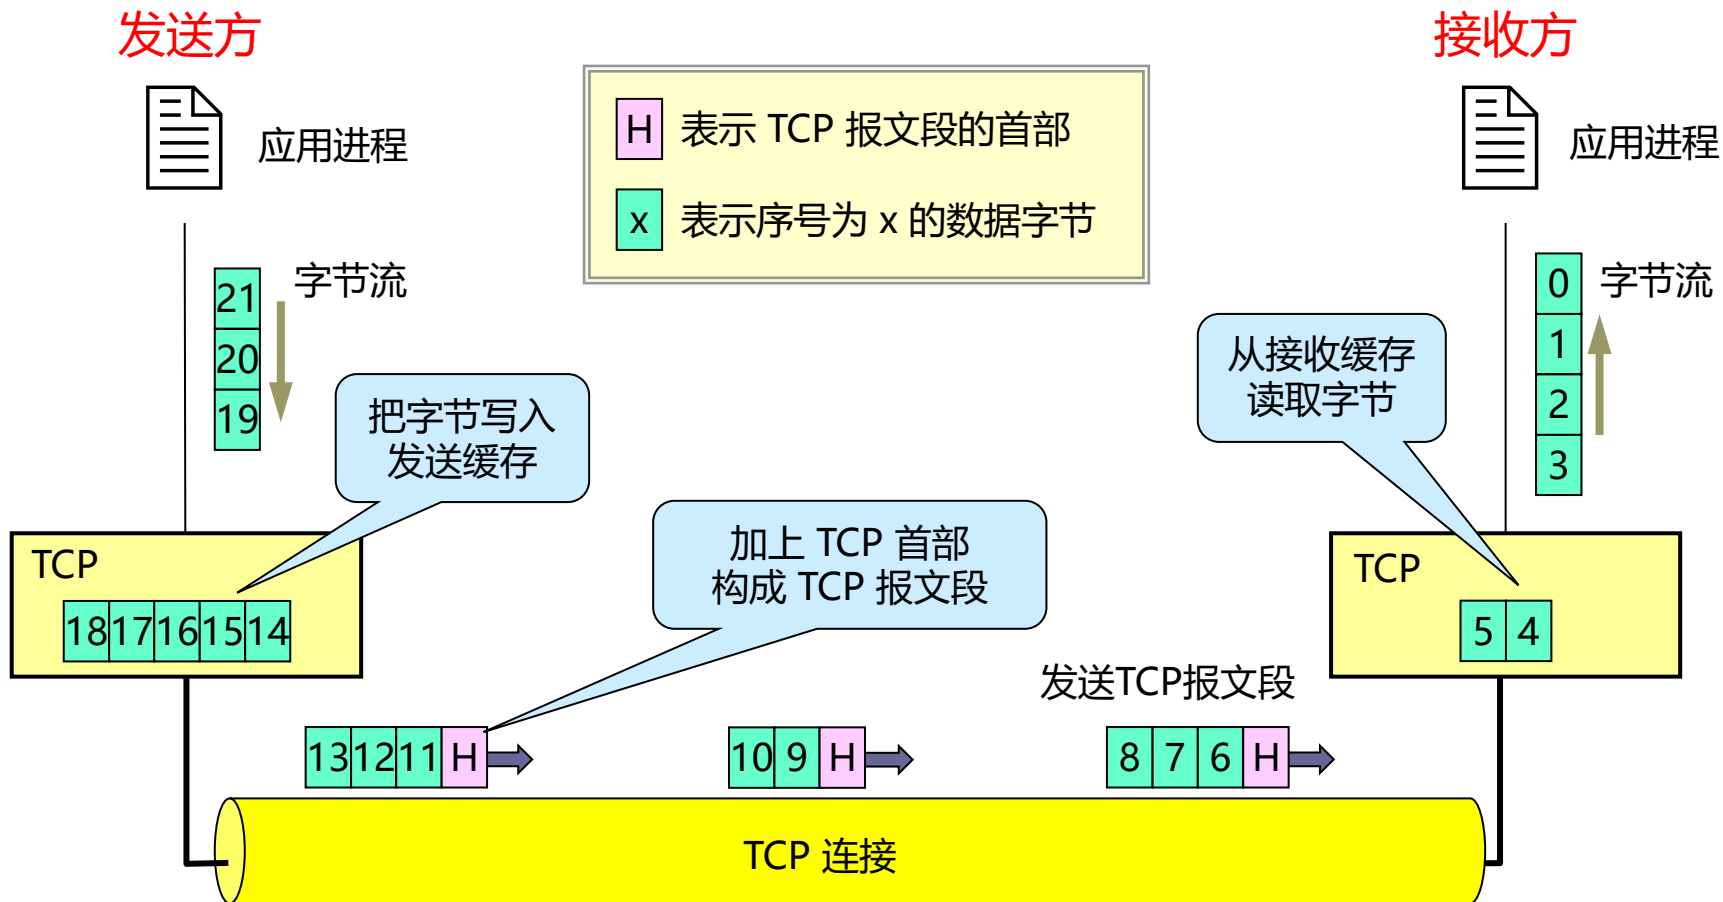 发送方
接收方
应用进程
H 表示 TCP 报文段的首部
x 表示序号为 x 的数据字节
应用进程
字节流
21
20
19
把字节写入
发送缓存
从接收缓存
读取字节
字节流
0
1
2
3
TCP
18 17 16 15 14
加上 TCP 首部
构成 TCP 报文段
TCP
5 4
发送TCP报文段
13 12 11 H
10 9 H
8 7 6 H
TCP 连接